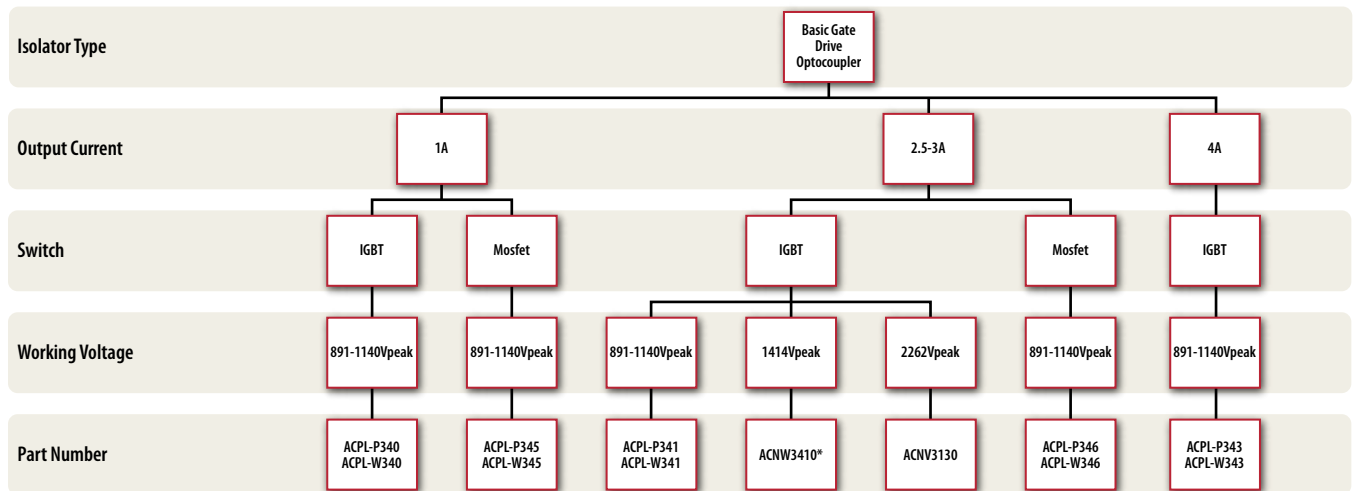 Isolator Type
Basic Gate
Drive
Optocoupler
Output Current
1A
2.5-3A
4A
Switch
IGBT
Mosfet
IGBT
Mosfet
IGBT
Working Voltage
891-1140Vpeak
891-1140Vpeak
891-1140Vpeak
1414Vpeak
2262Vpeak
891-1140Vpeak
891-1140Vpeak
Part Number
ACPL-P340
ACPL-W340
ACPL-P345
ACPL-W345
ACPL-P341
ACPL-W341
ACNW3410*
ACNV3130
ACPL-P346
ACPL-W346
ACPL-P343
ACPL-W343